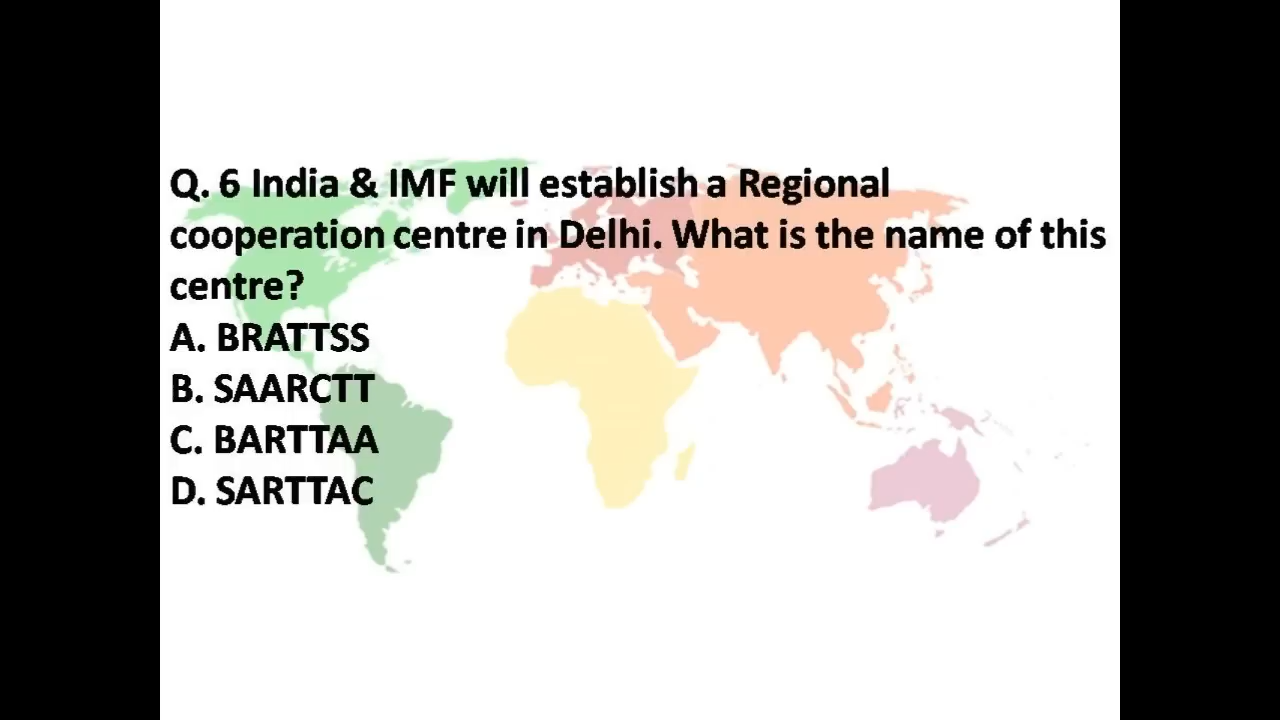 Q. 6 India & IMF will establish a Regional
cooperation centre in Delhi. What is the name of this
centre?
A. BRATTSS
B. SAARCTT
C. BARTTAA
D. SARTTAC